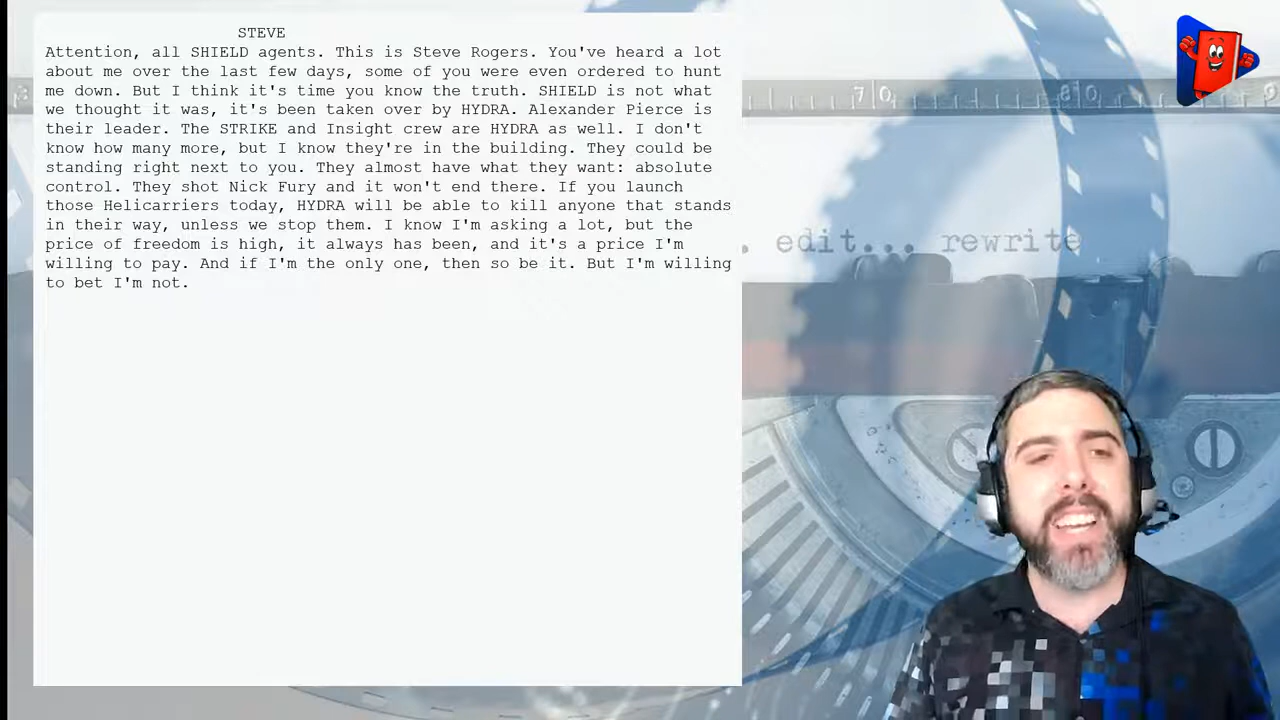 STEVE
Attention, all SHIELD agents. This is Steve Rogers. You've heard a lot
about me over the last few days, some of you were even ordered to hunt
me down. But I think it's time you know the truth. SHIELD is not what
we thought it was, it's been taken over by HYDRA. Alexander Pierce is
their leader. The STRIKE and Insight crew are HYDRA as well. I don't
know how many more, but I know they're in the building. They could be
standing right next to you. They almost have what they want: absolute
control. They shot Nick Fury and it won't end there. If you launch
those Helicarriers today, HYDRA will be able to kill anyone that stands
in their way, unless we stop them. I know I'm asking a lot, but the
price of freedom is high, it always has been, and it's a price I'm
willing to pay. And if I'm the only one, then so be it. But I'm willing
to bet I'm not.
70 80 9
. edit... rewrite